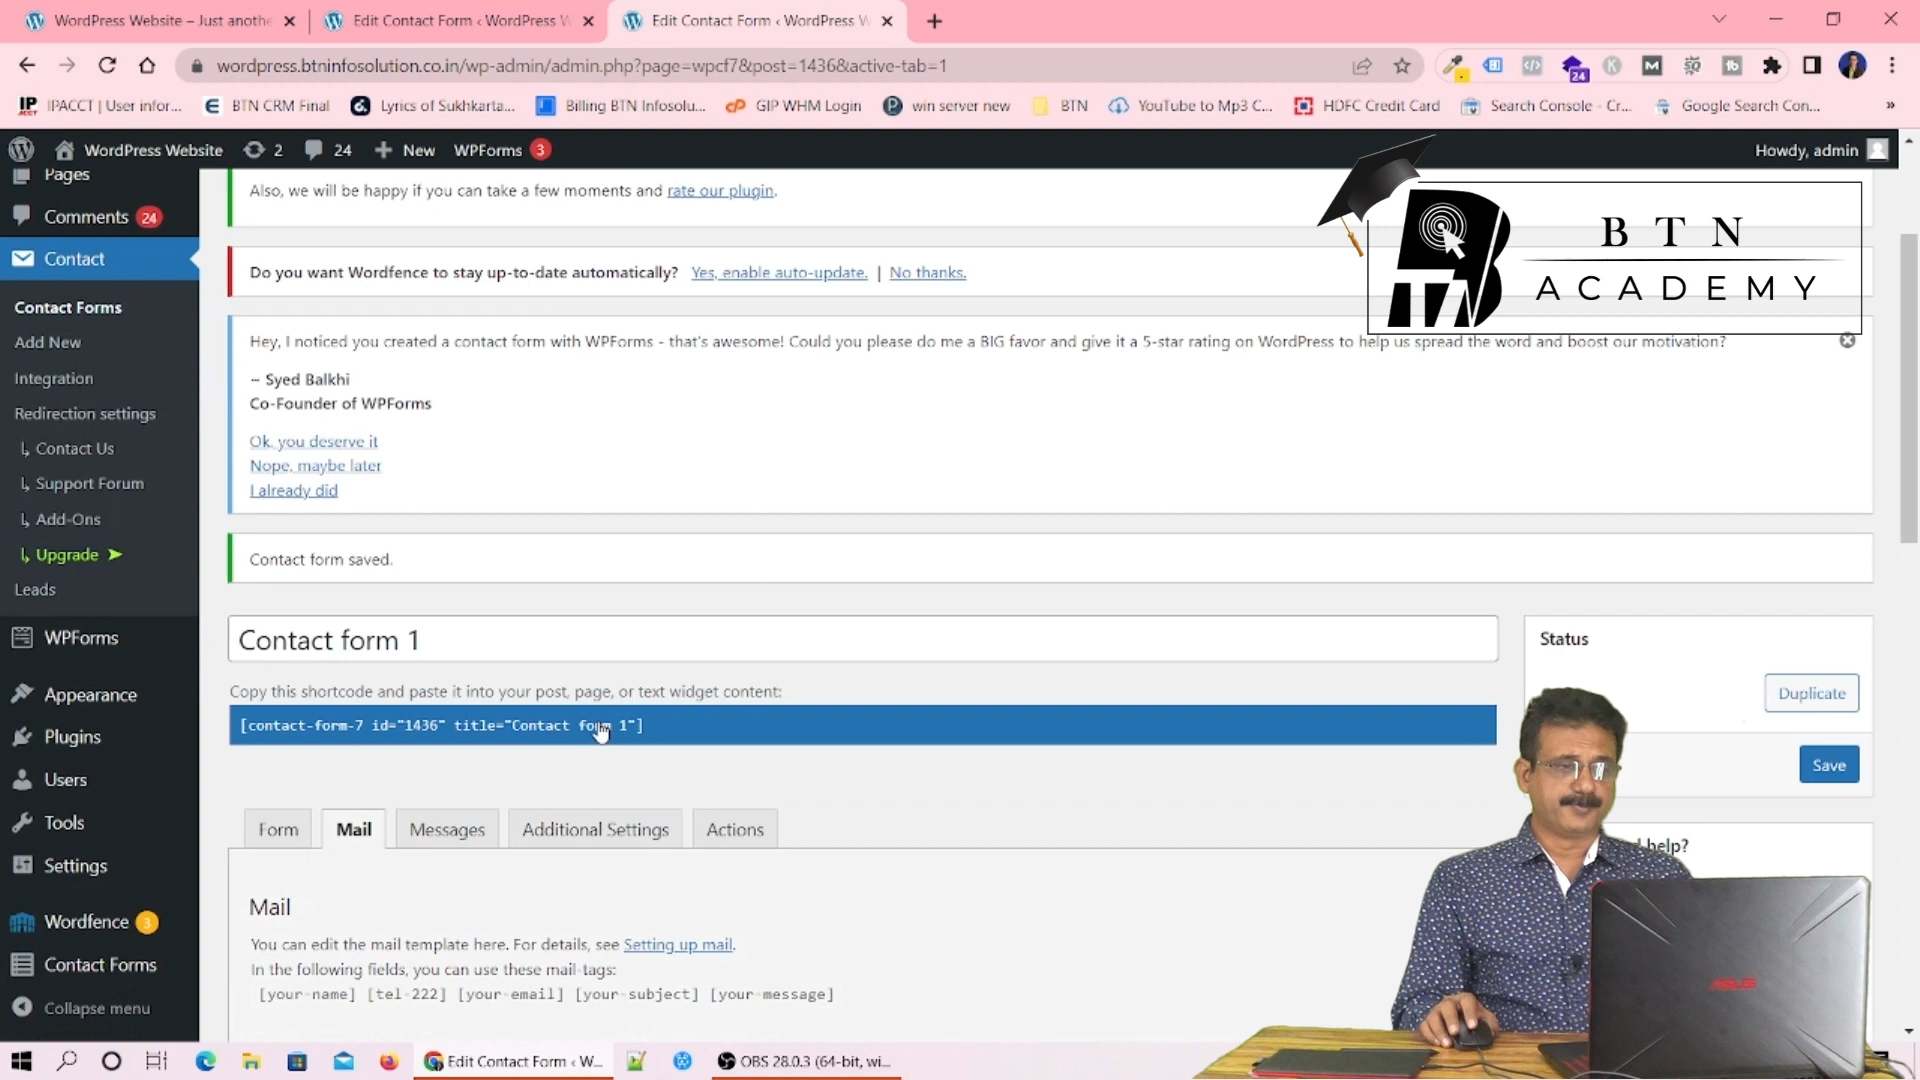 WordPress Website – Just anothe
Edit Contact Form ‹ WordPress W
Edit Contact Form ‹ WordPress W
wordpress.btninfosolution.co.in/wp-admin/admin.php?page=wpcf7&post=1436&active-tab=1
24
IPACCT | User infor...
BTN CRM Final
Lyrics of Sukhkarta...
Billing BTN Infosolu...
GIP WHM Login
win server new
BTN
YouTube to Mp3 C...
HDFC Credit Card
Search Console - Cr...
Google Search Con...
»
WordPress Website
2
24
New
WPForms 3
Howdy, admin
Pages
Comments 24
Contact
Contact Forms
Add New
Integration
Redirection settings
Contact Us
Support Forum
Add-Ons
Upgrade ➤
Leads
WPForms
Appearance
Plugins
Users
Tools
Settings
Wordfence 3
Contact Forms
Collapse menu
Also, we will be happy if you can take a few moments and rate our plugin.
Do you want Wordfence to stay up-to-date automatically? Yes, enable auto-update. | No thanks.
BTN
ACADEMY
Hey, I noticed you created a contact form with WPForms - that's awesome! Could you please do me a BIG favor and give it a 5-star rating on WordPress to help us spread the word and boost our motivation?
~ Syed Balkhi
Co-Founder of WPForms
Ok, you deserve it
Nope, maybe later
I already did
Contact form saved.
Contact form 1
Copy this shortcode and paste it into your post, page, or text widget content:
[contact-form-7 id="1436" title="Contact form 1"]
Status
Duplicate
Save
help?
Form
Mail
Messages
Additional Settings
Actions
Mail
You can edit the mail template here. For details, see Setting up mail.
In the following fields, you can use these mail-tags:
[your-name] [tel-222] [your-email] [your-subject] [your-message]
ASUS
Edit Contact Form ‹ W...
OBS 28.0.3 (64-bit, wi...